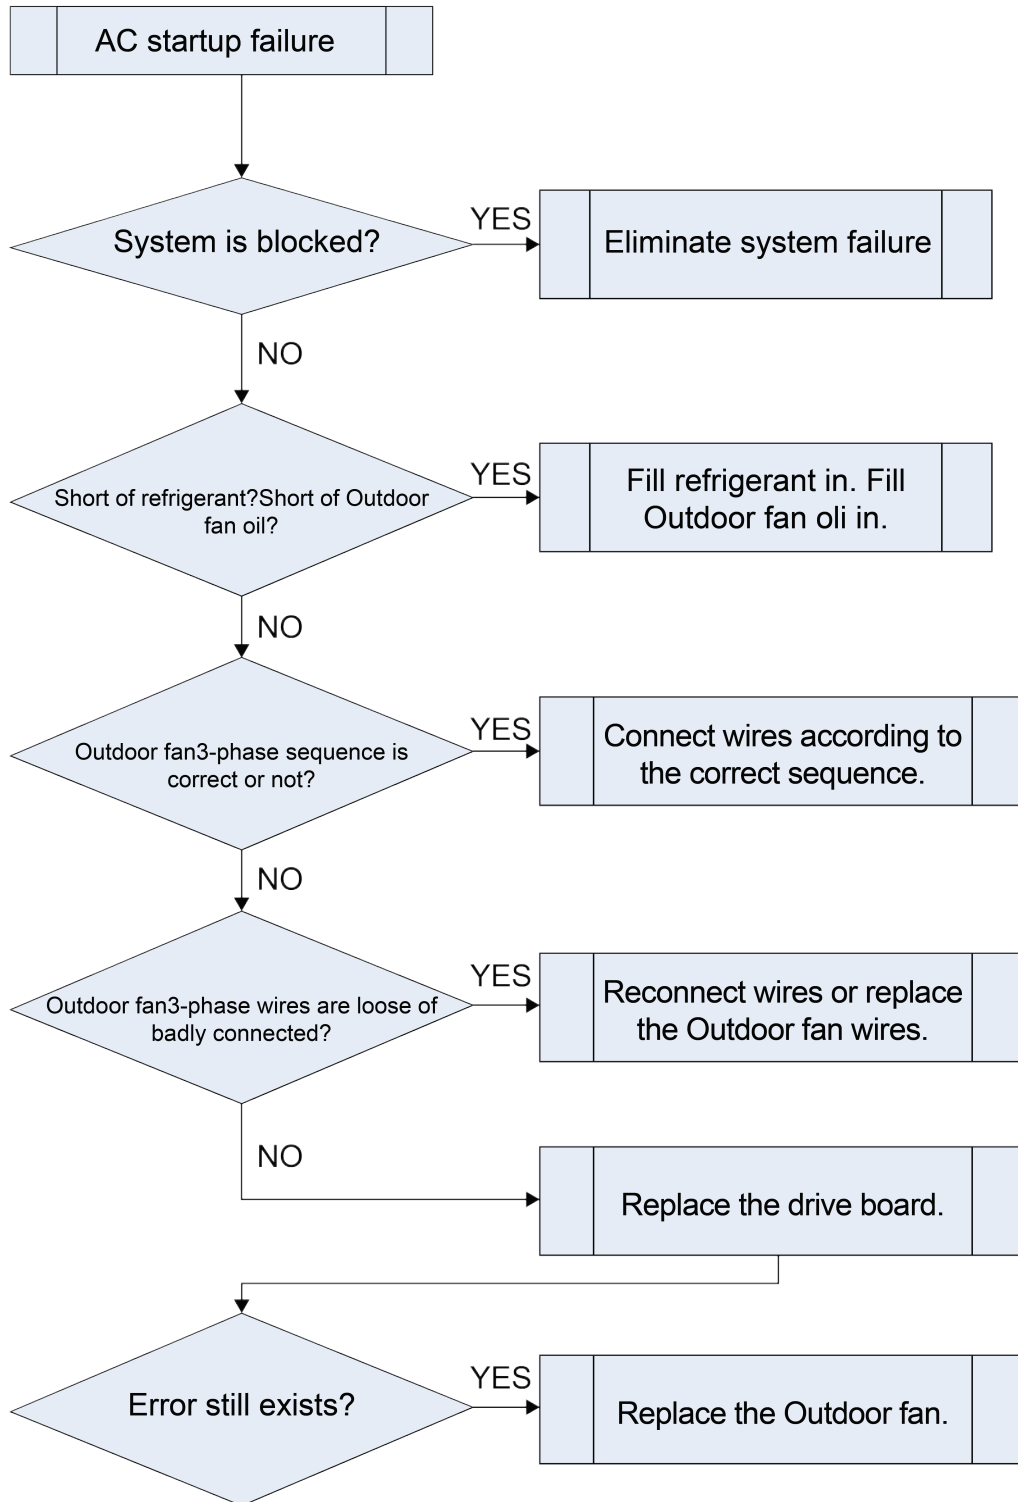 AC startup failure
System is blocked?
YES
Eliminate system failure
NO
Short of refrigerant?Short of Outdoor
fan oil?
YES
Fill refrigerant in. Fill
Outdoor fan oli in.
NO
Outdoor fan3-phase sequence is
correct or not?
YES
Connect wires according to
the correct sequence.
NO
Outdoor fan3-phase wires are loose of
badly connected?
YES
Reconnect wires or replace
the Outdoor fan wires.
NO
Replace the drive board.
Error still exists?
YES
Replace the Outdoor fan.